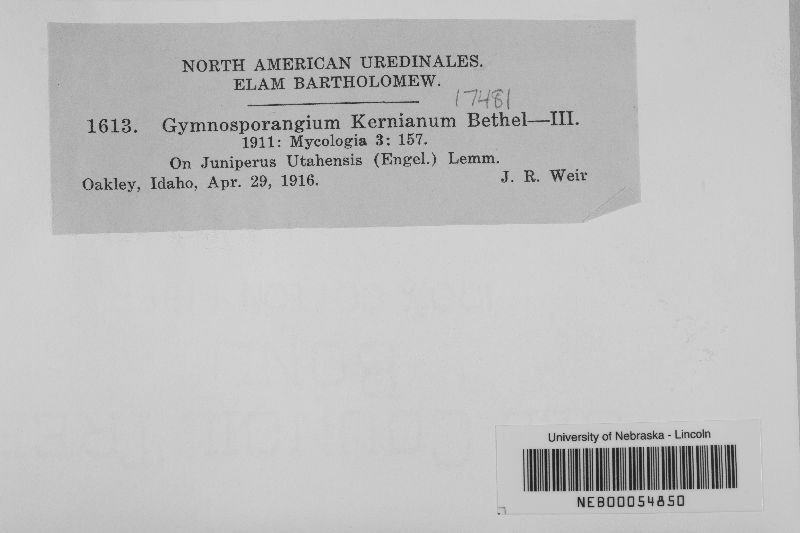 NORTH AMERICAN UREDINALES.
ELAM BARTHOLOMEW.
17481
1613. Gymnosporangium Kernianum Bethel—III.
1911: Mycologia 3: 157.
On Juniperus Utahensis (Engel.) Lemm.
Oakley, Idaho, Apr. 29, 1916. J. R. Weir
University of Nebraska - Lincoln
NEB00054850